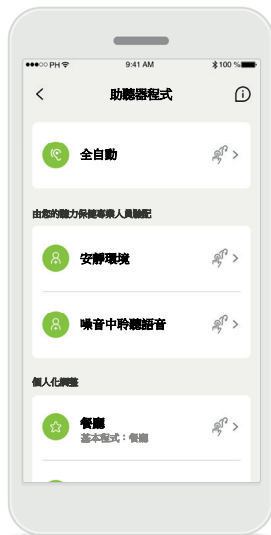 PH 9:41 AM 100 %
助聽器程式
全自動
由您的聽力保健專業人員驗配
安靜環境
噪音中聆聽語音
個人化調整
餐廳
基本程式：餐廳